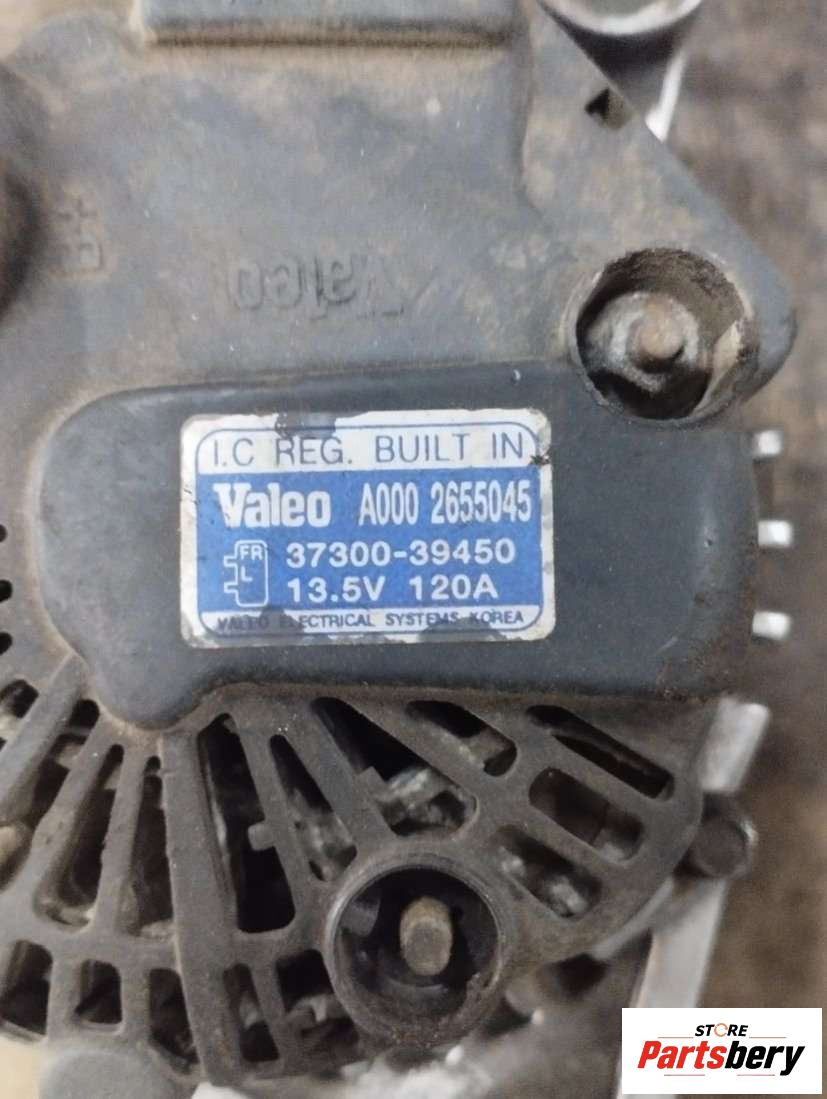 Valeo
I.C REG. BUILT IN
Valeo A000 2655045
FR 37300-39450
L 13.5V 120A
VALEO ELECTRICAL SYSTEMS KOREA
STORE
Partsbery